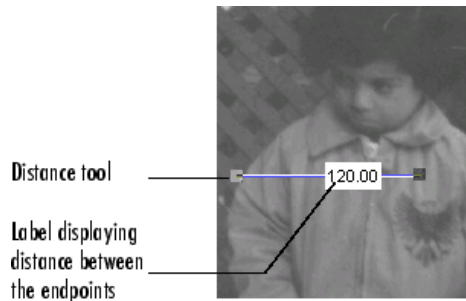 Distance tool
120.00
Label displaying
distance between
the endpoints